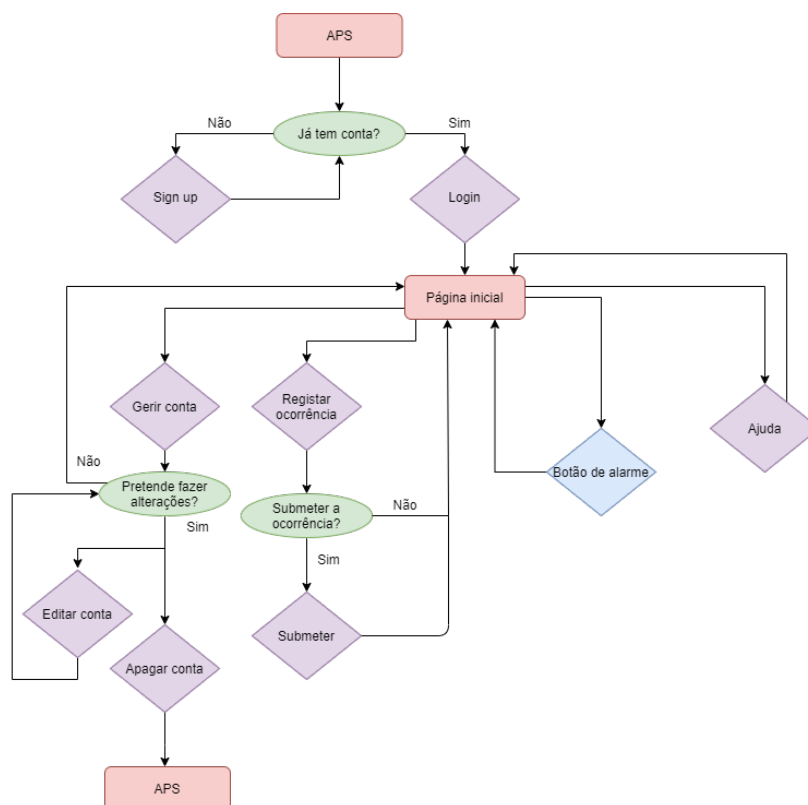 APS
Não
Já tem conta?
Sim
Sign up
Login
Página inicial
Gerir conta
Registar
ocorrência
Botão de alarme
Ajuda
Não
Pretende fazer
alterações?
Sim
Submeter a
ocorrência?
Não
Sim
Editar conta
Apagar conta
Submeter
APS